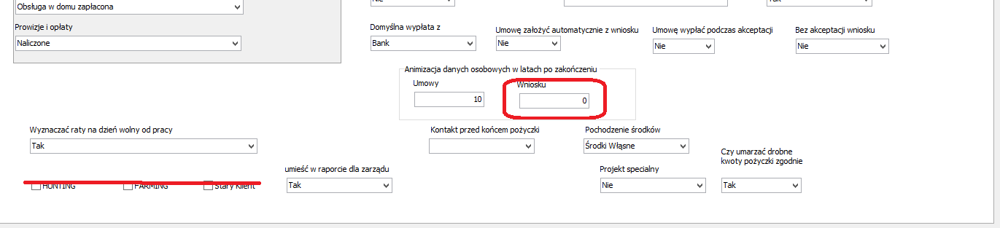 Nie
Tak
Obsługa w domu zapłacona
Prowizje i opłaty
Naliczone
Domyślna wypłata z
Bank
Umowę założyć automatycznie z wniosku
Nie
Umowę wypłać podczas akceptacji
Nie
Bez akceptacji wniosku
Nie
Animizacja danych osobowych w latach po zakończeniu
Umowy
10
Wniosku
0
Wyznaczać raty na dzień wolny od pracy
Tak
Kontakt przed końcem pożyczki
Pochodzenie środków
Środki Włąsne
Czy umarzać drobne
kwoty pożyczki zgodnie
Tak
HUNTING
FARMING
Stary Klient
umieść w raporcie dla zarządu
Tak
Projekt specjalny
Nie